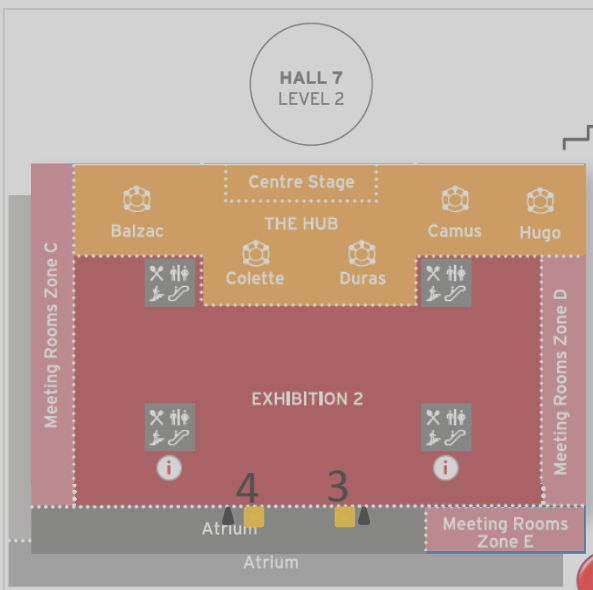 HALL 7
LEVEL 2
Centre Stage
THE HUB
Balzac
Camus
Hugo
Colette
Duras
Meeting Rooms Zone C
Meeting Rooms Zone D
EXHIBITION 2
i
i
4
3
Atrium
Meeting Rooms
Zone E
Atrium